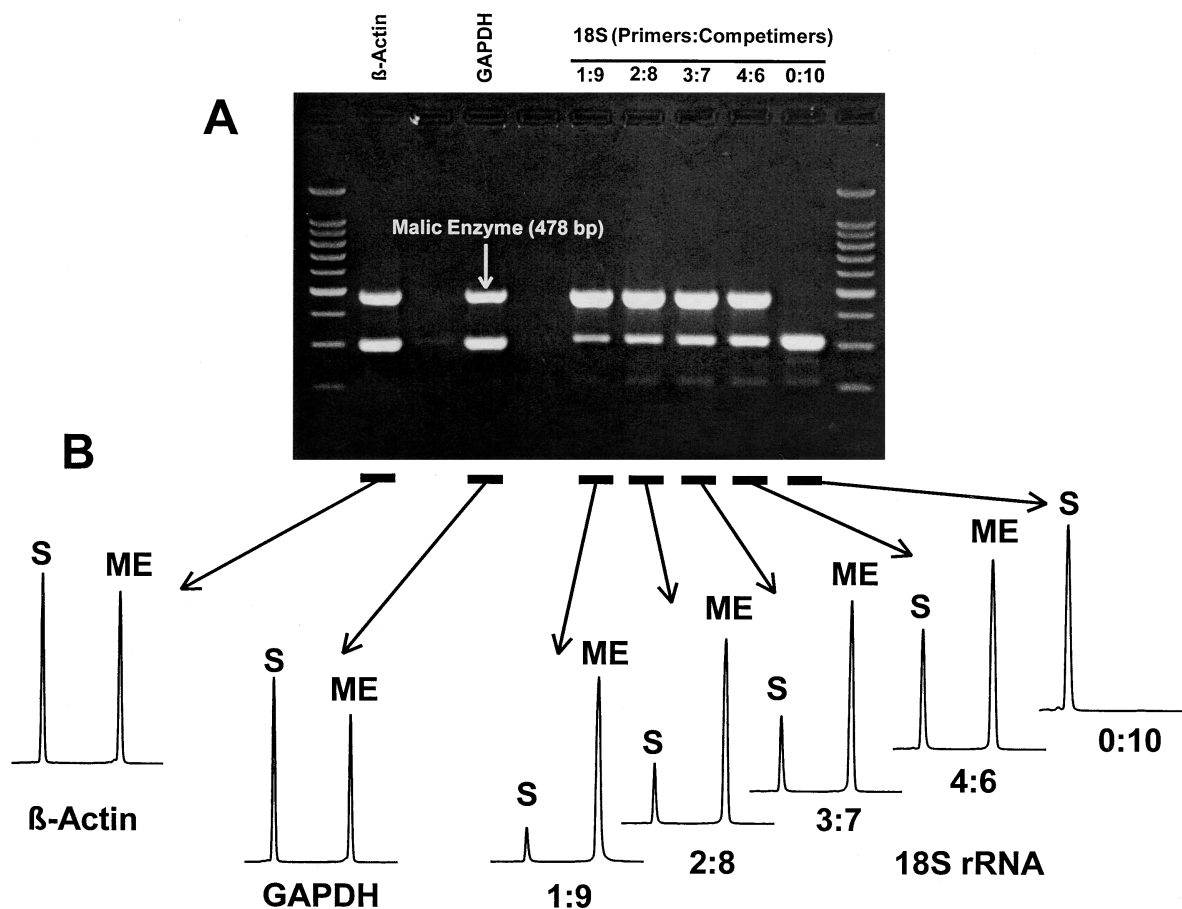 ß-Actin
GAPDH
18S (Primers:Competimers)
1:9 2:8 3:7 4:6 0:10
A
Malic Enzyme (478 bp)
B
S ME
ß-Actin
S ME
GAPDH
S ME
1:9
S ME
2:8
S ME
3:7
S ME
4:6
S
0:10
18S rRNA